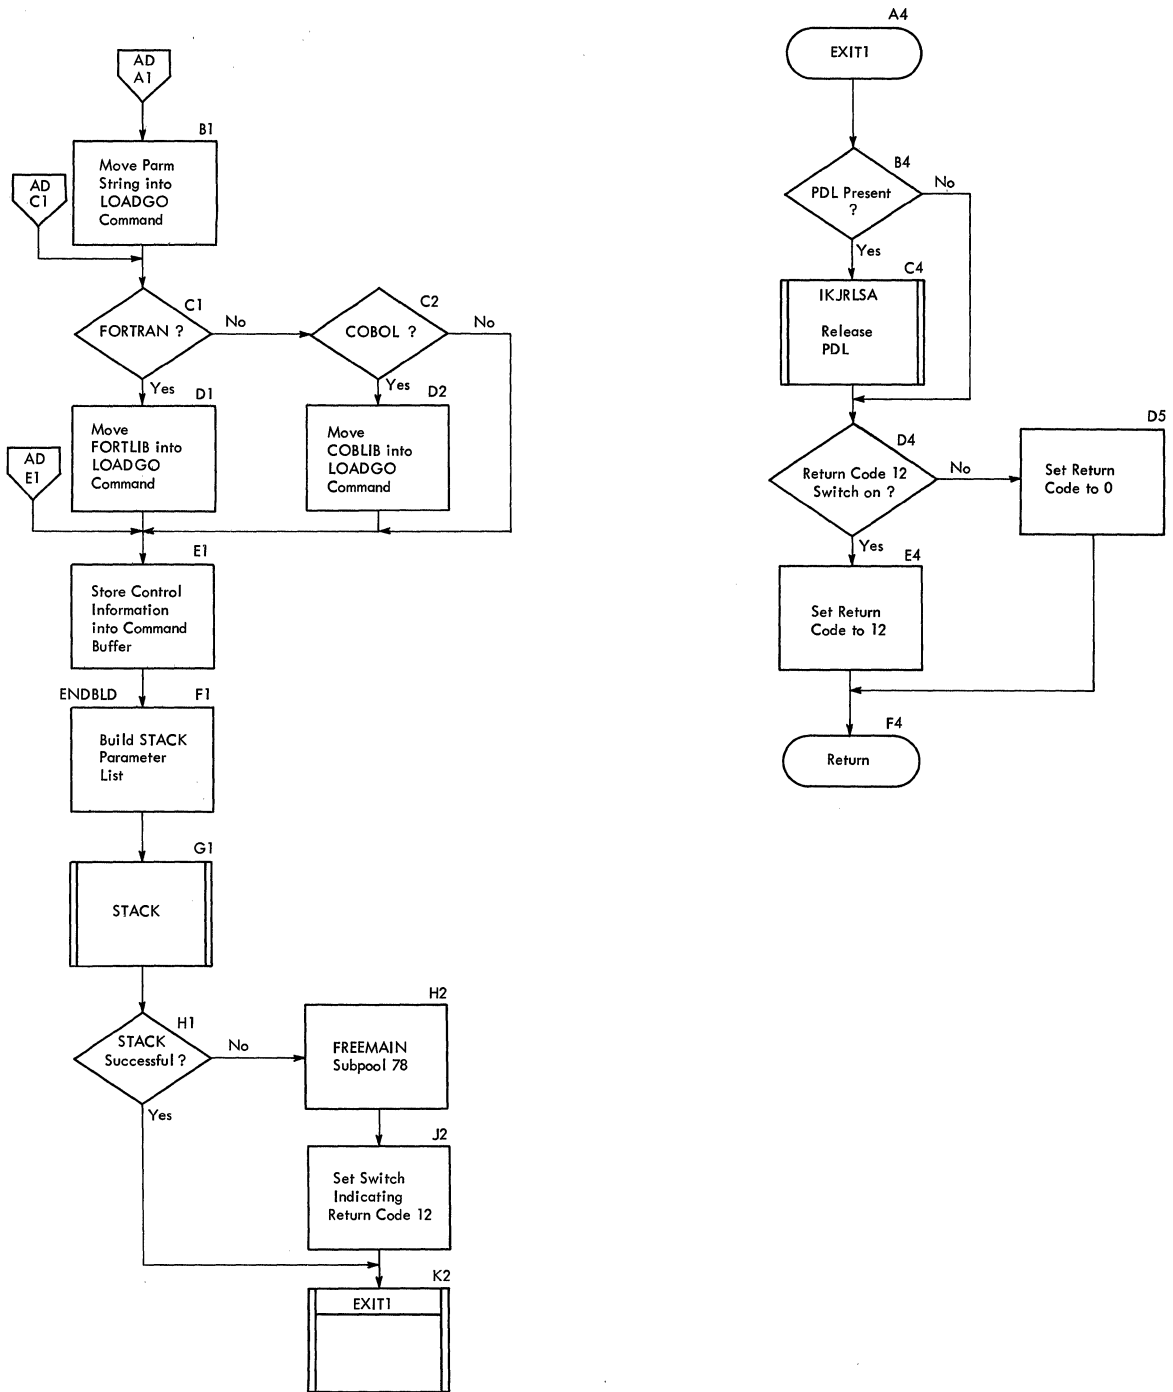 AD
A1
B1
Move Parm
String into
LOADGO
Command
AD
C1
C1
FORTRAN ?
No
Yes
C2
COBOL ?
No
Yes
D1
Move
FORTLIB into
LOADGO
Command
D2
Move
COBLIB into
LOADGO
Command
AD
E1
E1
Store Control
Information
into Command
Buffer
ENDBLD
F1
Build STACK
Parameter
List
G1
STACK
H1
STACK
Successful ?
No
Yes
H2
FREEMAIN
Subpool 78
J2
Set Switch
Indicating
Return Code 12
K2
EXIT1
A4
EXIT1
B4
PDL Present
?
No
Yes
C4
IKJRLSA
Release
PDL
D4
Return Code 12
Switch on ?
No
Yes
D5
Set Return
Code to 0
E4
Set Return
Code to 12
F4
Return